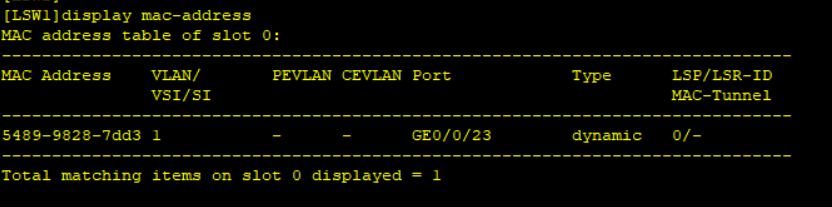 [LSW1]display mac-address
MAC address table of slot 0:
-------------------------------------------------------------------------------
MAC Address    VLAN/       PEVLAN CEVLAN Port            Type      LSP/LSR-ID
               VSI/SI                                              MAC-Tunnel
-------------------------------------------------------------------------------
5489-9828-7dd3 1           -      -      GE0/0/23        dynamic   0/-
-------------------------------------------------------------------------------
Total matching items on slot 0 displayed = 1